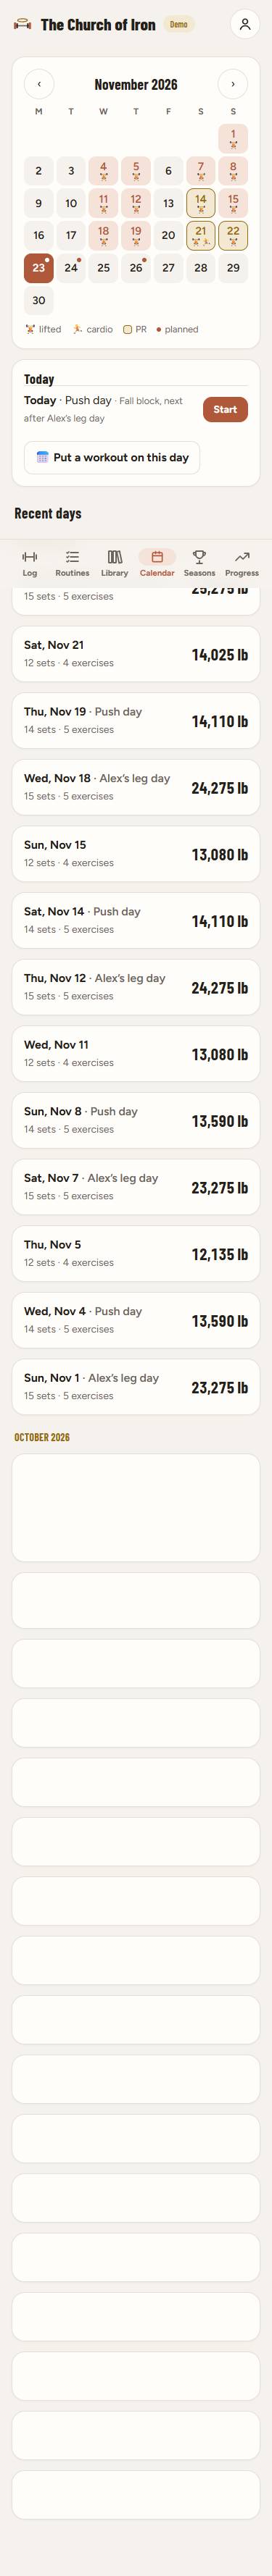 The Church of Iron Demo
‹ November 2026 ›
M T W T F S S
1
2 3 4 5 6 7 8
9 10 11 12 13 14 15
16 17 18 19 20 21 22
23 24 25 26 27 28 29
30
lifted cardio PR planned
Today
Today · Push day · Fall block, next
after Alex's leg day
Start
Put a workout on this day
Recent days
Log Routines Library Calendar Seasons Progress
15 sets · 5 exercises
25,275 lb
Sat, Nov 21
12 sets · 4 exercises
14,025 lb
Thu, Nov 19 · Push day
14 sets · 5 exercises
14,110 lb
Wed, Nov 18 · Alex's leg day
15 sets · 5 exercises
24,275 lb
Sun, Nov 15
12 sets · 4 exercises
13,080 lb
Sat, Nov 14 · Push day
14 sets · 5 exercises
14,110 lb
Thu, Nov 12 · Alex's leg day
15 sets · 5 exercises
24,275 lb
Wed, Nov 11
12 sets · 4 exercises
13,080 lb
Sun, Nov 8 · Push day
14 sets · 5 exercises
13,590 lb
Sat, Nov 7 · Alex's leg day
15 sets · 5 exercises
23,275 lb
Thu, Nov 5
12 sets · 4 exercises
12,135 lb
Wed, Nov 4 · Push day
14 sets · 5 exercises
13,590 lb
Sun, Nov 1 · Alex's leg day
15 sets · 5 exercises
23,275 lb
OCTOBER 2026